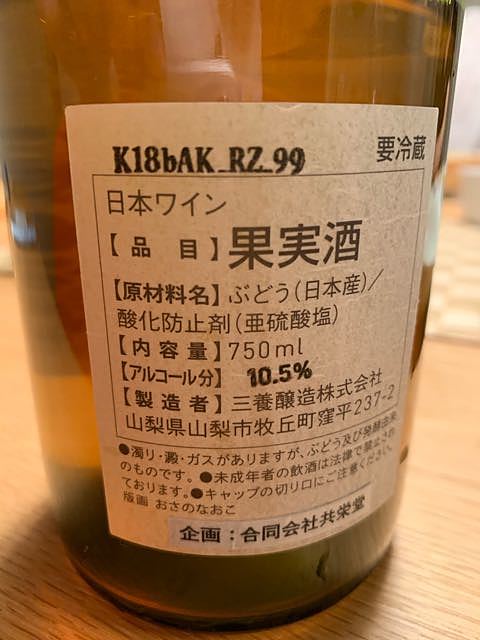 K18bAK_RZ_99
要冷蔵
日本ワイン
【品 目】果実酒
【原材料名】ぶどう(日本産)/
酸化防止剤(亜硫酸塩)
【内容量】750ml
【アルコール分】 10.5%
【製造者】三養醸造株式会社
山梨県山梨市牧丘町窪平237-2
●濁り・澱・ガスがありますが、ぶどう及び発酵由来
のものです。●未成年者の飲酒は法律で禁止され
ております。●キャップの切り口にご注意ください。
版画 おさのなおこ
企画:合同会社共栄堂